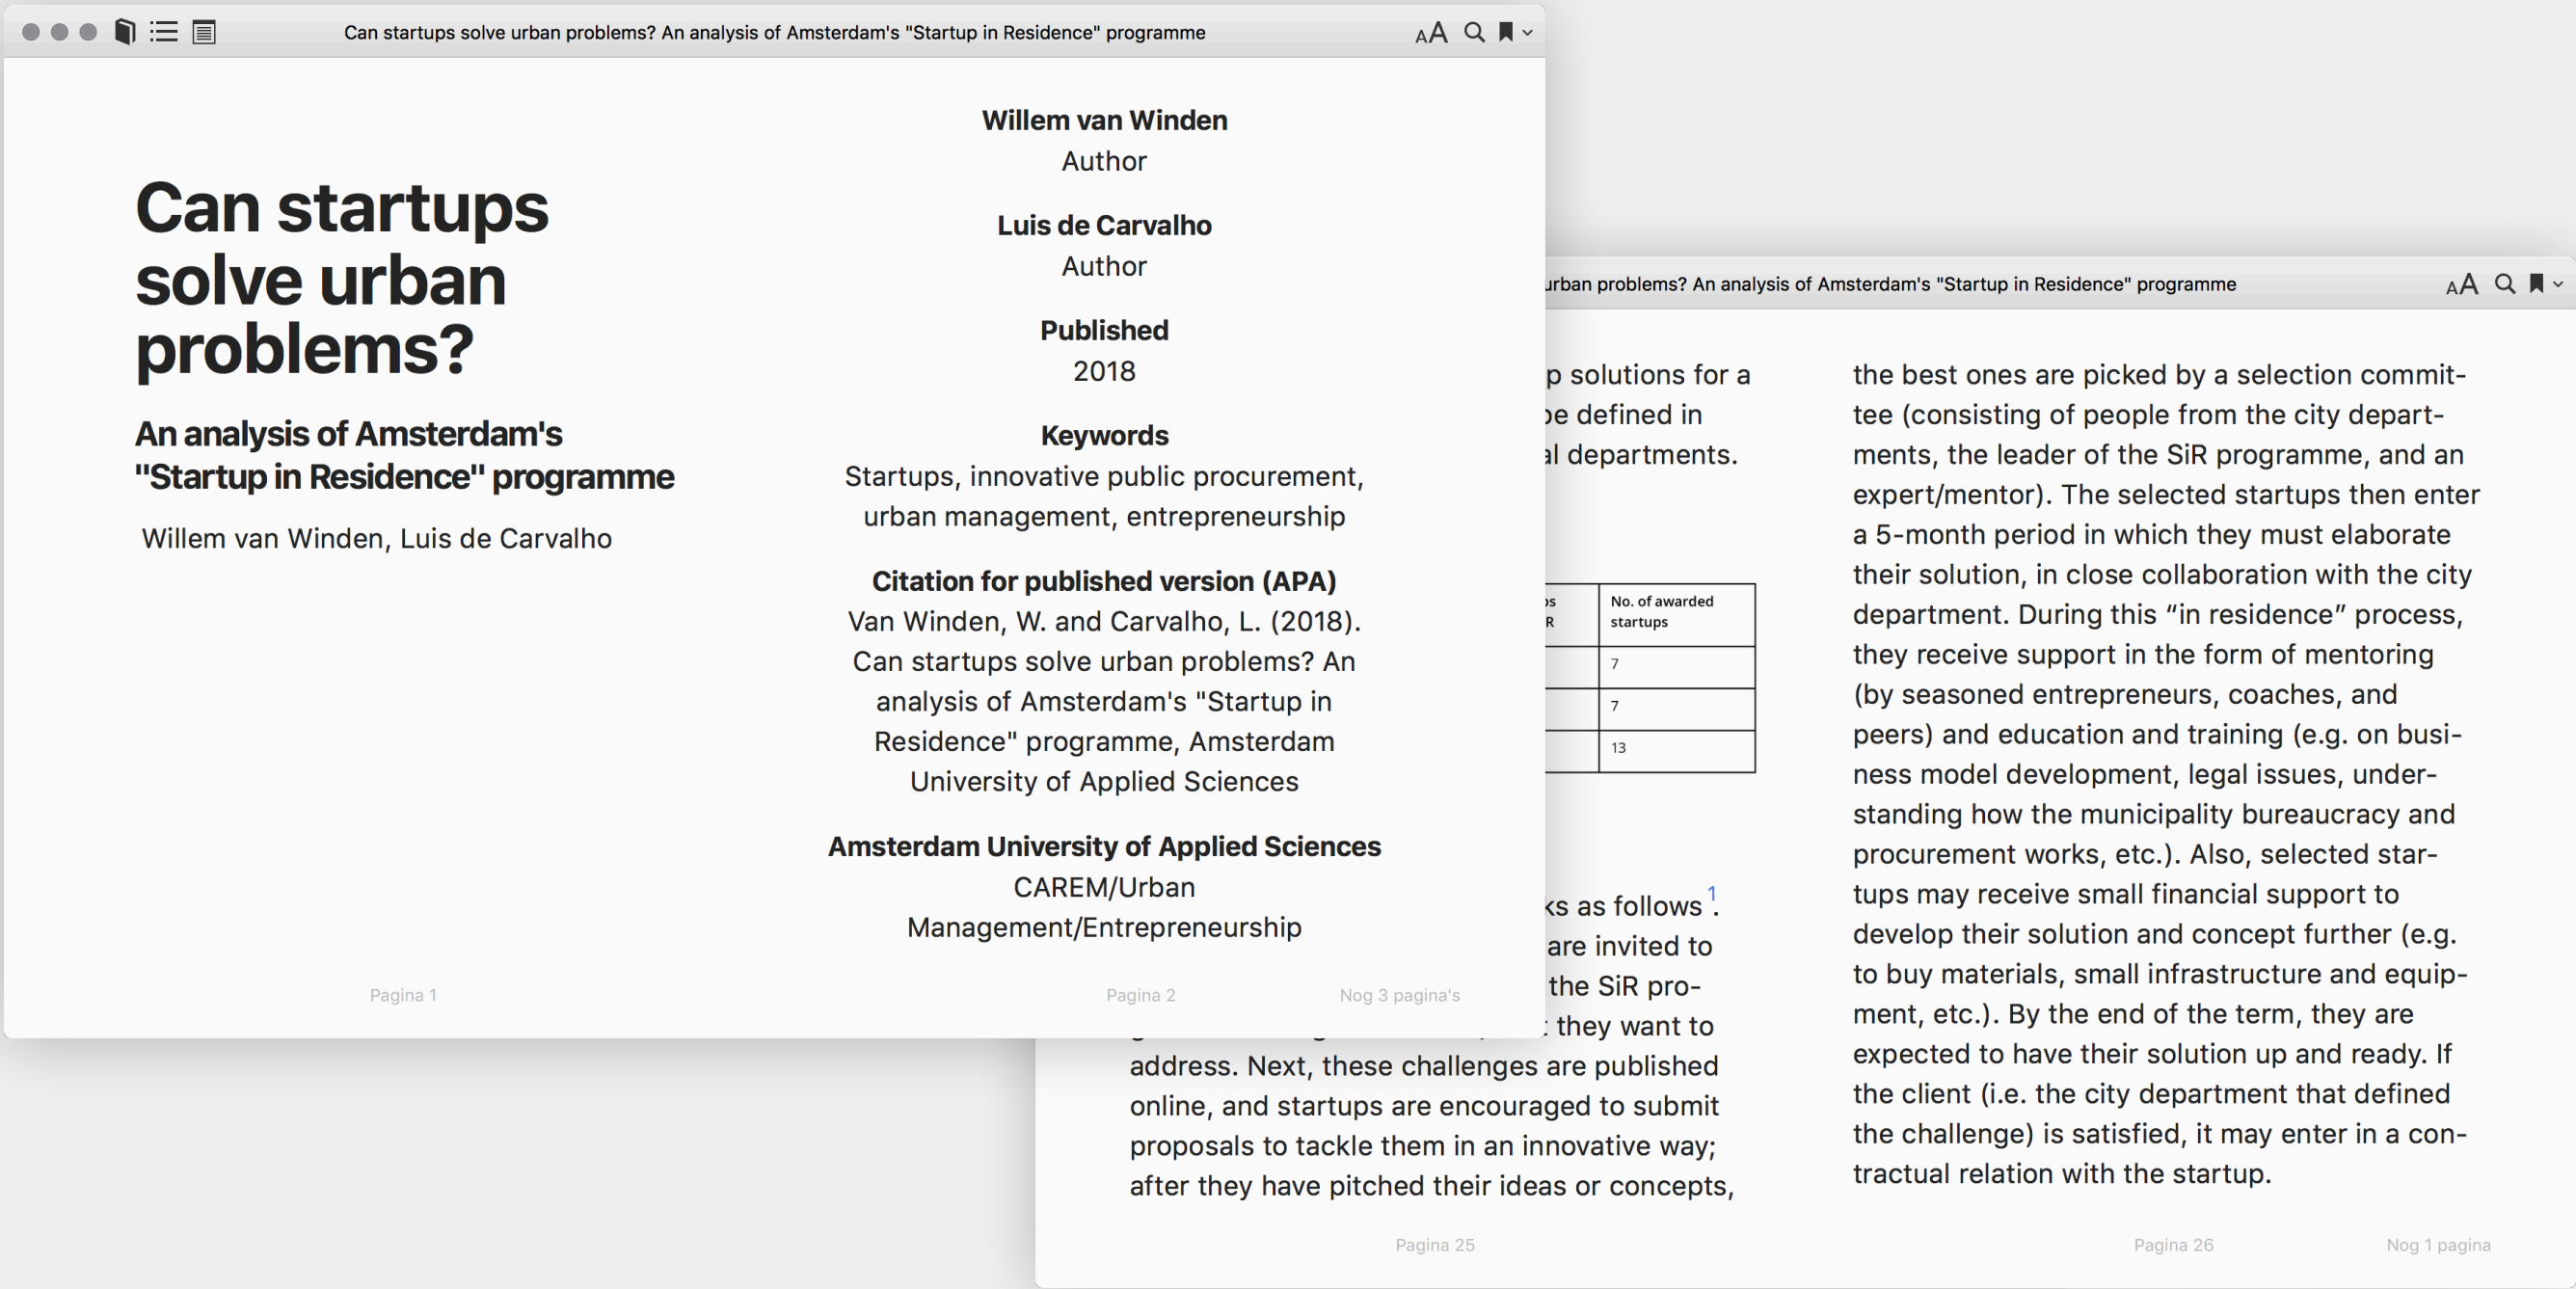 Can startups solve urban problems? An analysis of Amsterdam's "Startup in Residence" programme
AA
Can startups
solve urban
problems?
An analysis of Amsterdam's
"Startup in Residence" programme
Willem van Winden, Luis de Carvalho
Pagina 1
Willem van Winden
Author
Luis de Carvalho
Author
Published
2018
Keywords
Startups, innovative public procurement,
urban management, entrepreneurship
Citation for published version (APA)
Van Winden, W. and Carvalho, L. (2018).
Can startups solve urban problems? An
analysis of Amsterdam's "Startup in
Residence" programme, Amsterdam
University of Applied Sciences
Amsterdam University of Applied Sciences
CAREM/Urban
Management/Entrepreneurship
Pagina 2
Nog 3 pagina's
urban problems? An analysis of Amsterdam's "Startup in Residence" programme
AA
solutions for a
be defined in
departments.
No. of awarded
startups
7
7
13
as follows 1.
are invited to
the SiR pro-
they want to
address. Next, these challenges are published
online, and startups are encouraged to submit
proposals to tackle them in an innovative way;
after they have pitched their ideas or concepts,
Pagina 25
the best ones are picked by a selection commit-
tee (consisting of people from the city depart-
ments, the leader of the SiR programme, and an
expert/mentor). The selected startups then enter
a 5-month period in which they must elaborate
their solution, in close collaboration with the city
department. During this “in residence” process,
they receive support in the form of mentoring
(by seasoned entrepreneurs, coaches, and
peers) and education and training (e.g. on busi-
ness model development, legal issues, under-
standing how the municipality bureaucracy and
procurement works, etc.). Also, selected star-
tups may receive small financial support to
develop their solution and concept further (e.g.
to buy materials, small infrastructure and equip-
ment, etc.). By the end of the term, they are
expected to have their solution up and ready. If
the client (i.e. the city department that defined
the challenge) is satisfied, it may enter in a con-
tractual relation with the startup.
Pagina 26
Nog 1 pagina